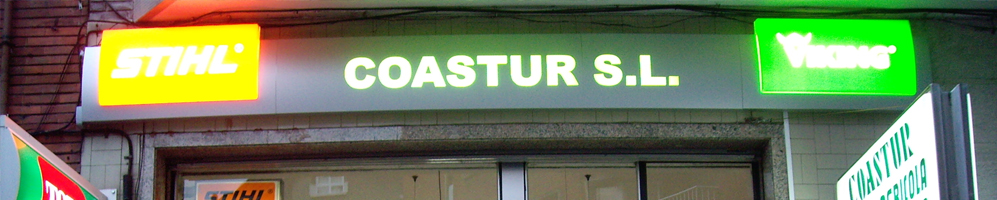 STIHL
COASTUR S.L.
VIKING
STIHL
COASTUR